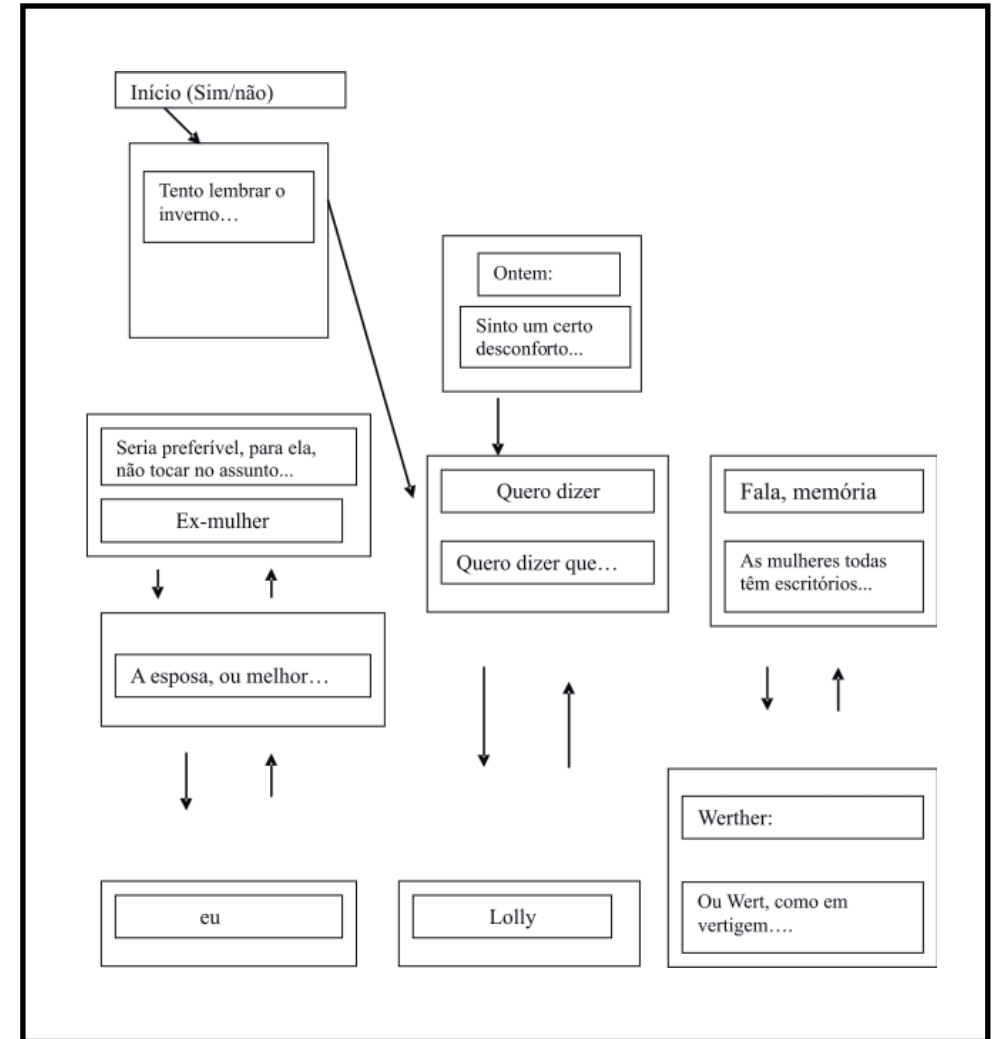 Início (Sim/não)
Tento lembrar o
inverno…
Ontem:
Sinto um certo
desconforto...
Seria preferível, para ela,
não tocar no assunto...
Ex-mulher
Quero dizer
Quero dizer que…
Fala, memória
As mulheres todas
têm escritórios...
A esposa, ou melhor…
Werther:
Ou Wert, como em
vertigem….
eu
Lolly